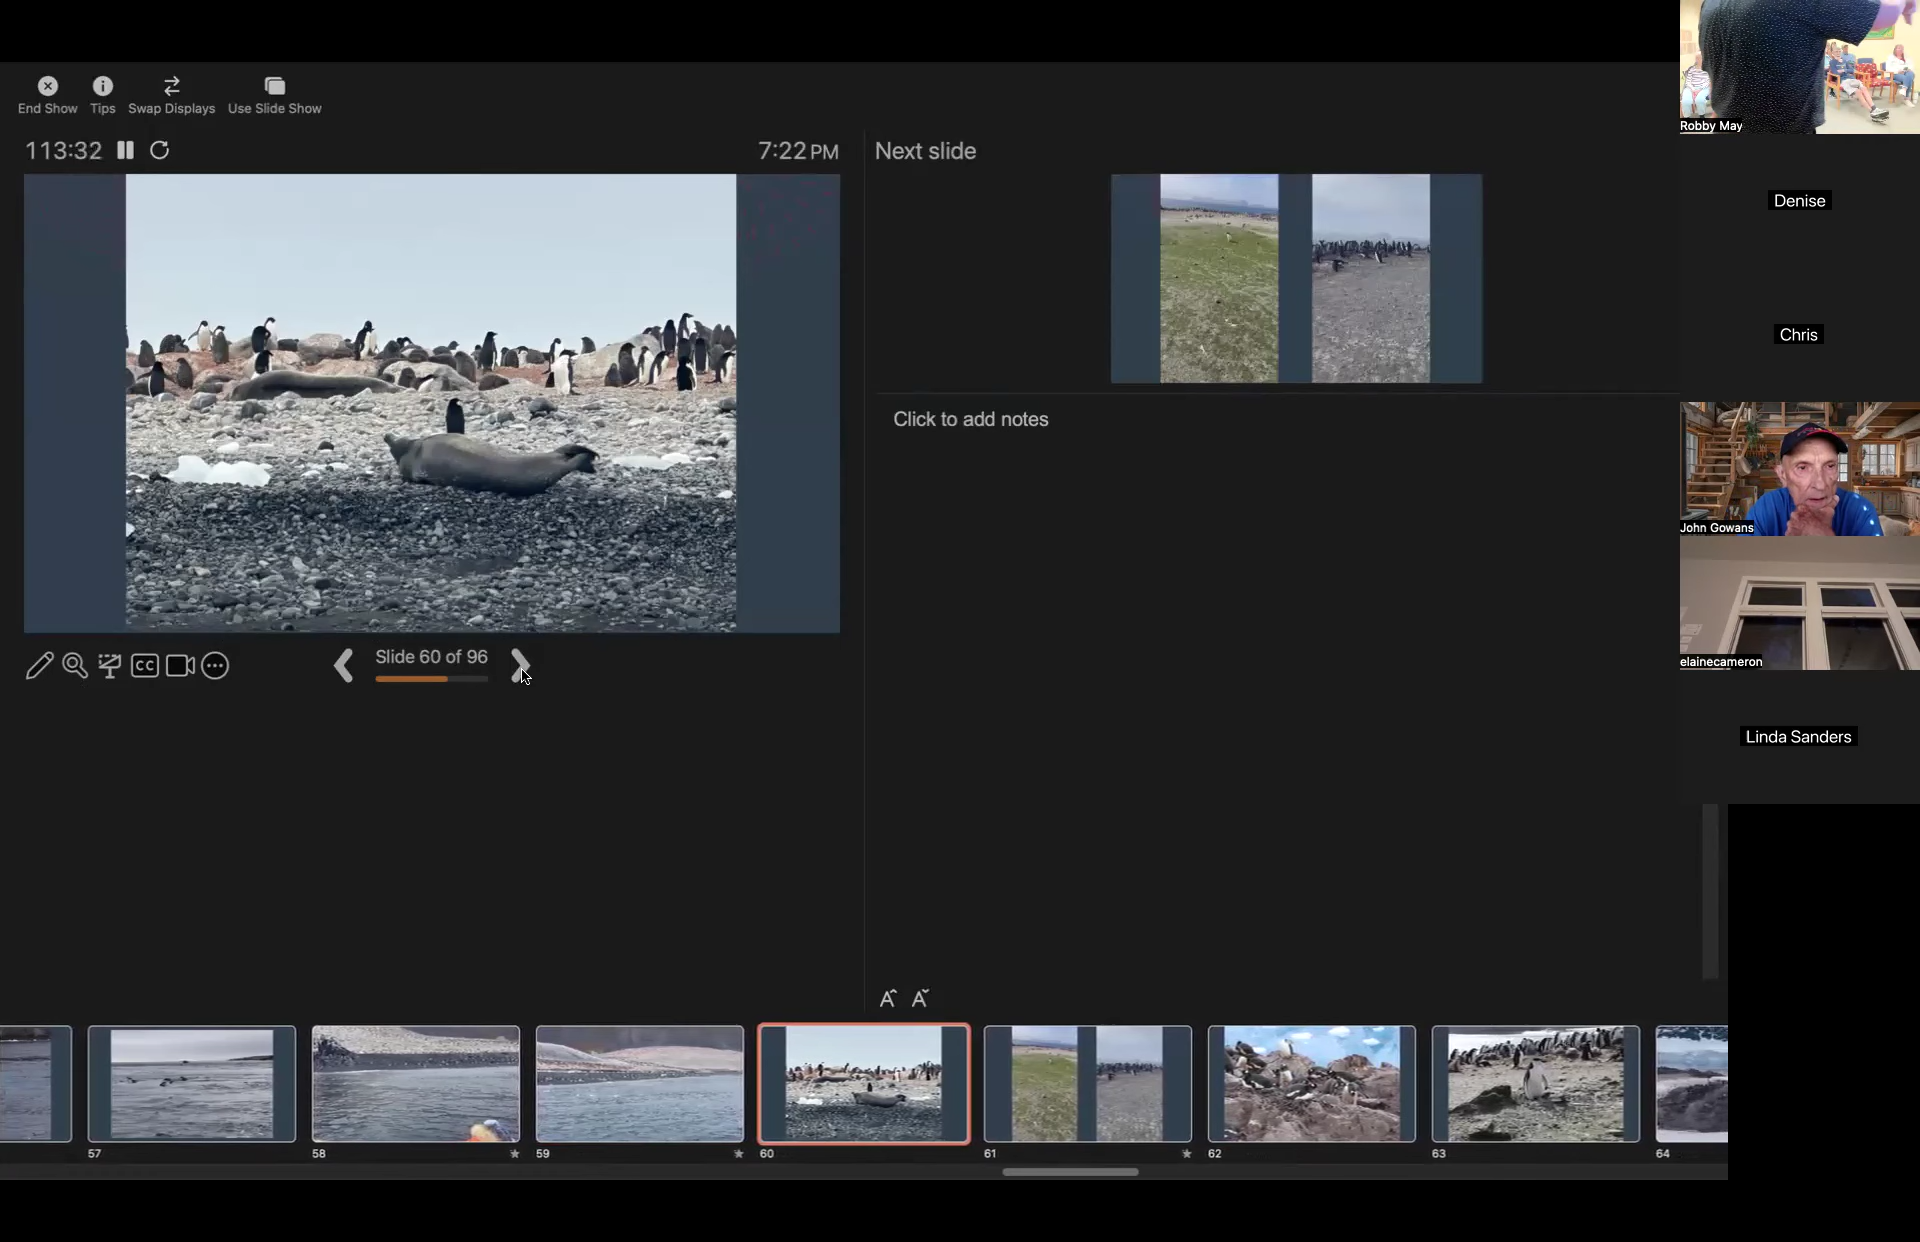 End Show
Tips
Swap Displays
Use Slide Show
113:32
7:22 PM
Next slide
Click to add notes
CC
Slide 60 of 96
A A
57
58
59
60
61
62
63
64
Robby May
Denise
Chris
John Gowans
elainecameron
Linda Sanders